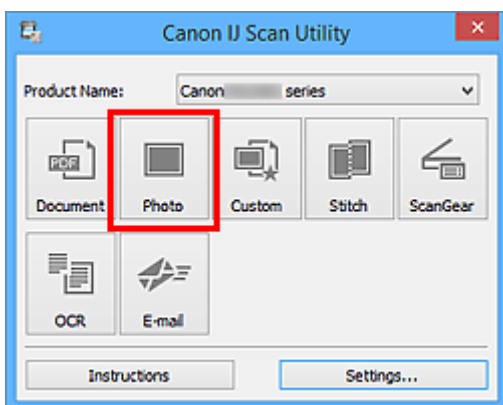 Canon IJ Scan Utility
Product Name: Canon series
PDF
Document Photo Custom Stitch ScanGear
OCR E-mail
Instructions Settings...